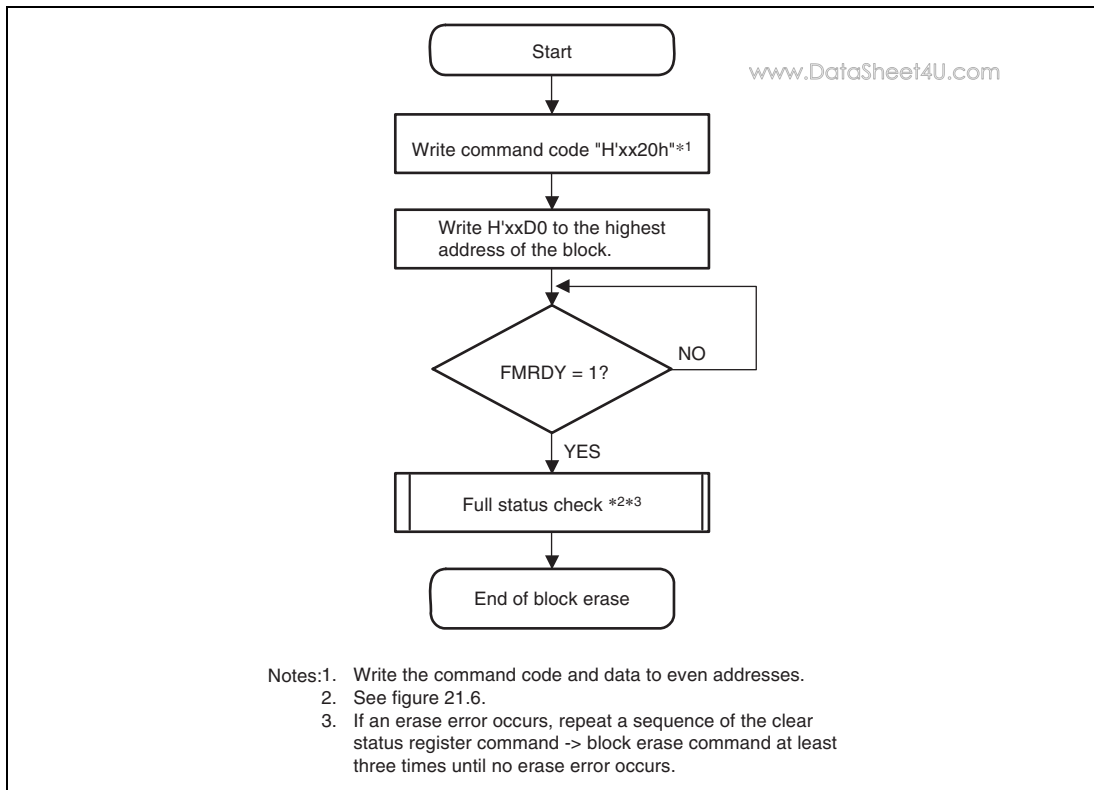 Start
www.DataSheet4U.com
Write command code "H'xx20h"*1
Write H'xxD0 to the highest
address of the block.
NO
FMRDY = 1?
YES
Full status check *2*3
End of block erase
Notes:1. Write the command code and data to even addresses.
2. See figure 21.6.
3. If an erase error occurs, repeat a sequence of the clear
status register command -> block erase command at least
three times until no erase error occurs.